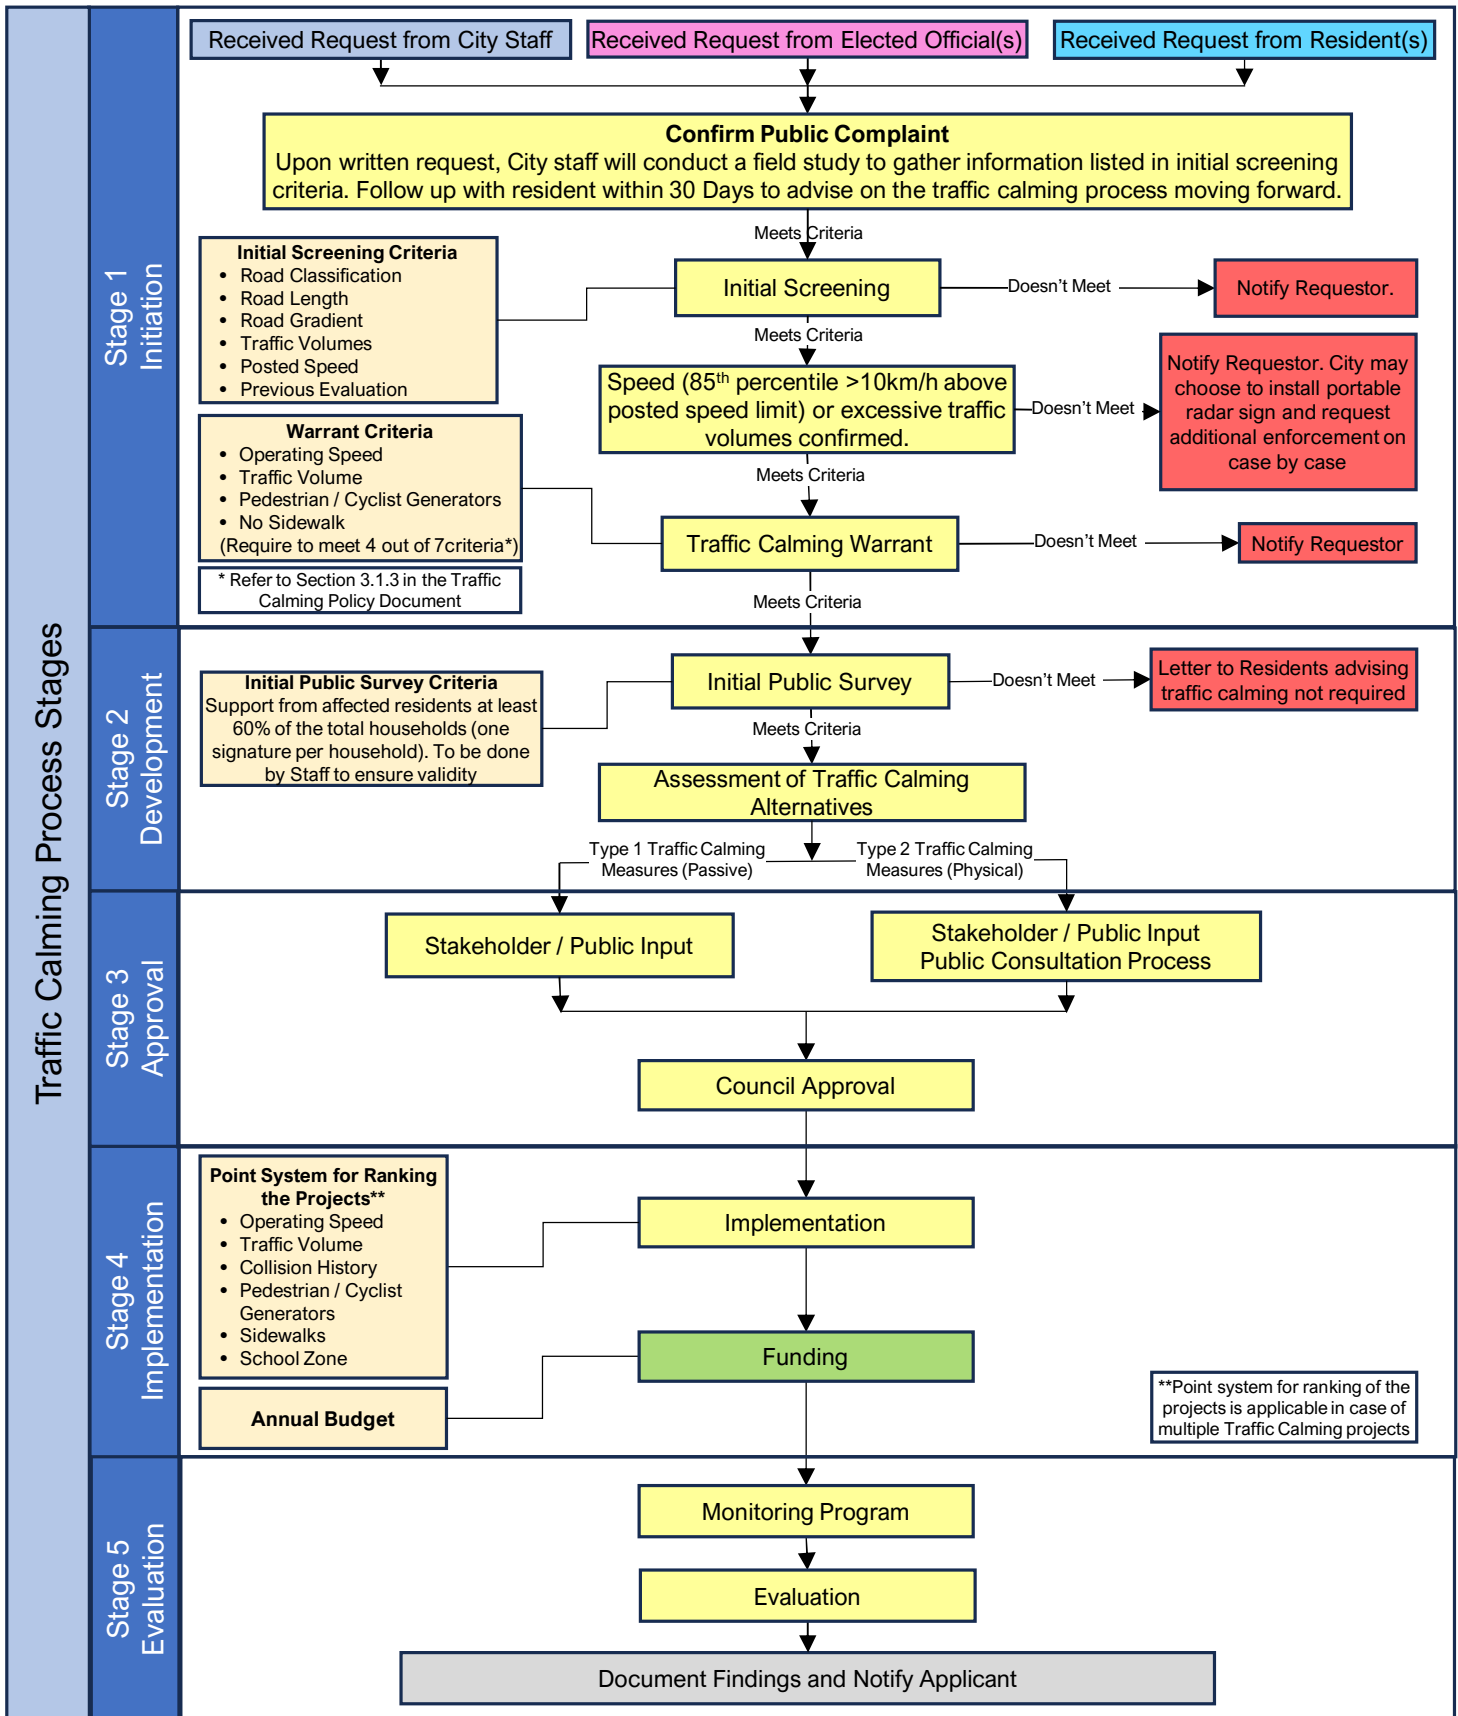 Traffic Calming Process Stages
Stage 1
Initiation
Received Request from City Staff
Received Request from Elected Official(s)
Received Request from Resident(s)
Confirm Public Complaint
Upon written request, City staff will conduct a field study to gather information listed in initial screening
criteria. Follow up with resident within 30 Days to advise on the traffic calming process moving forward.
Meets Criteria
Initial Screening Criteria
• Road Classification
• Road Length
• Road Gradient
• Traffic Volumes
• Posted Speed
• Previous Evaluation
Initial Screening
Doesn't Meet
Notify Requestor.
Meets Criteria
Speed (85th percentile >10km/h above
posted speed limit) or excessive traffic
volumes confirmed.
Doesn't Meet
Notify Requestor. City may
choose to install portable
radar sign and request
additional enforcement on
case by case
Meets Criteria
Warrant Criteria
• Operating Speed
• Traffic Volume
• Pedestrian / Cyclist Generators
• No Sidewalk
(Require to meet 4 out of 7criteria*)
* Refer to Section 3.1.3 in the Traffic
Calming Policy Document
Traffic Calming Warrant
Doesn't Meet
Notify Requestor
Meets Criteria
Stage 2
Development
Initial Public Survey Criteria
Support from affected residents at least
60% of the total households (one
signature per household). To be done
by Staff to ensure validity
Initial Public Survey
Doesn't Meet
Letter to Residents advising
traffic calming not required
Meets Criteria
Assessment of Traffic Calming
Alternatives
Type 1 Traffic Calming
Measures (Passive)
Type 2 Traffic Calming
Measures (Physical)
Stage 3
Approval
Stakeholder / Public Input
Stakeholder / Public Input
Public Consultation Process
Council Approval
Stage 4
Implementation
Point System for Ranking
the Projects**
• Operating Speed
• Traffic Volume
• Collision History
• Pedestrian / Cyclist
Generators
• Sidewalks
• School Zone
Implementation
Funding
Annual Budget
**Point system for ranking of the
projects is applicable in case of
multiple Traffic Calming projects
Stage 5
Evaluation
Monitoring Program
Evaluation
Document Findings and Notify Applicant